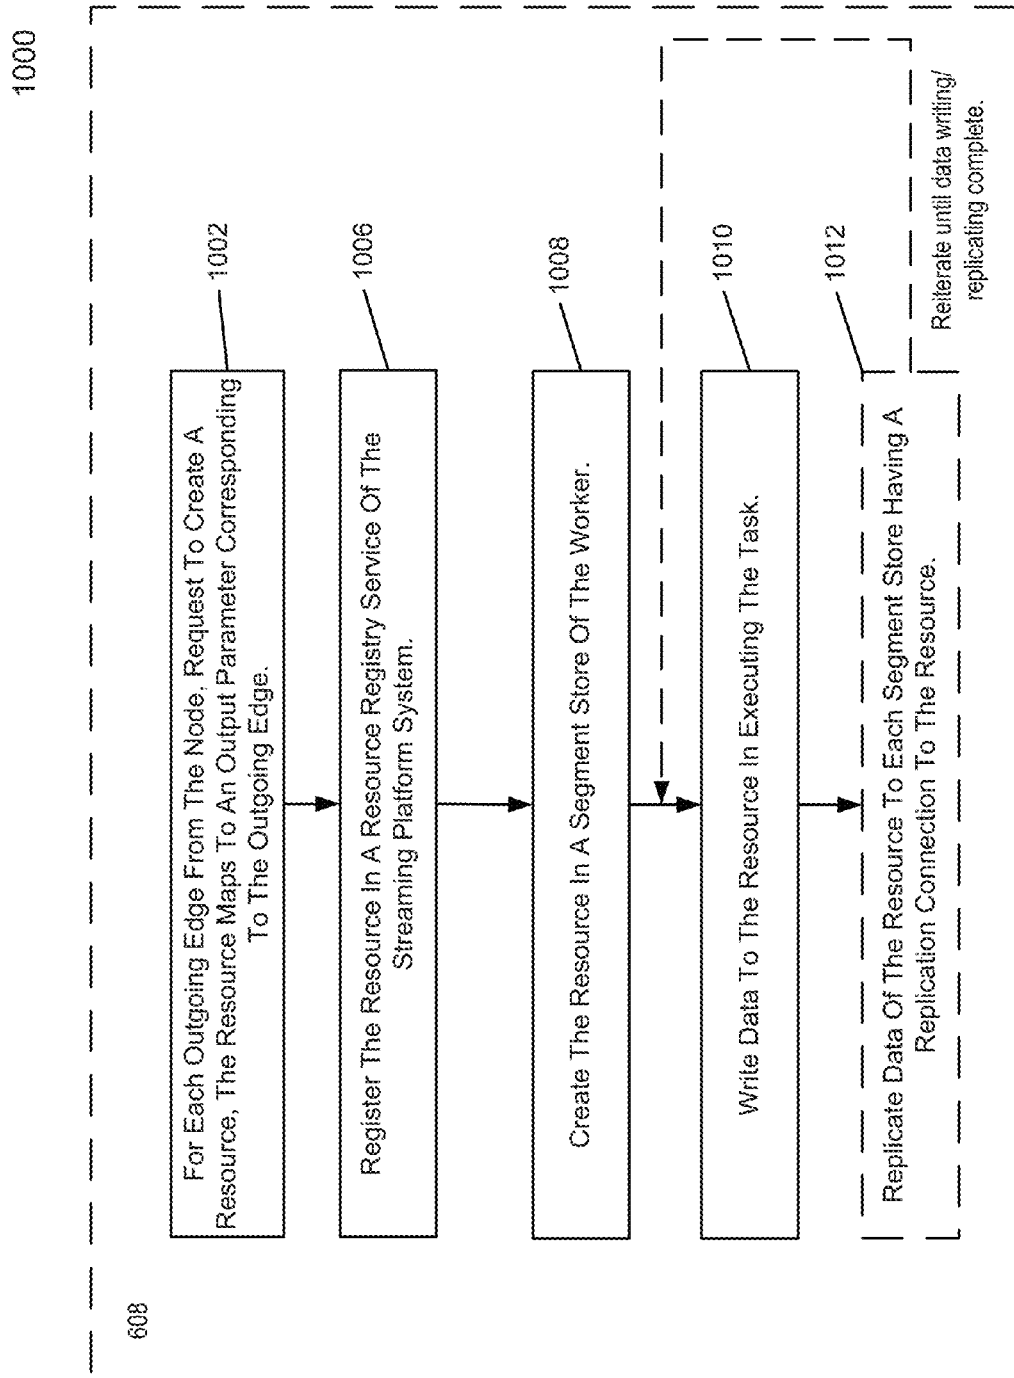 1000
608
For Each Outgoing Edge From The Node, Request To Create A
Resource, The Resource Maps To An Output Parameter Corresponding
To The Outgoing Edge.
1002
Register The Resource In A Resource Registry Service Of The
Streaming Platform System.
1006
Create The Resource In A Segment Store Of The Worker.
1008
Write Data To The Resource In Executing The Task.
1010
Replicate Data Of The Resource To Each Segment Store Having A
Replication Connection To The Resource.
1012
Reiterate until data writing/
replicating complete.